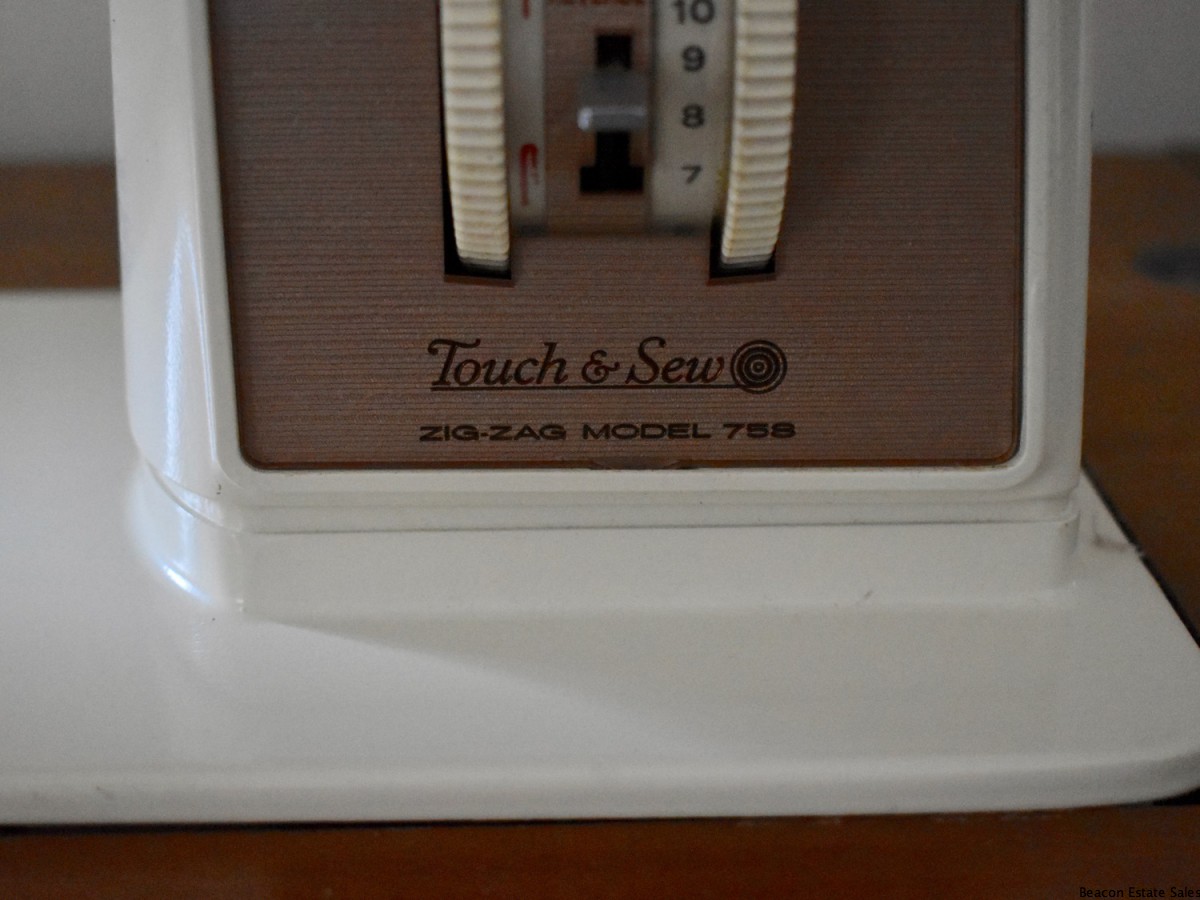 10
9
8
7
Touch & Sew
ZIG-ZAG MODEL 758
Beacon Estate Sales